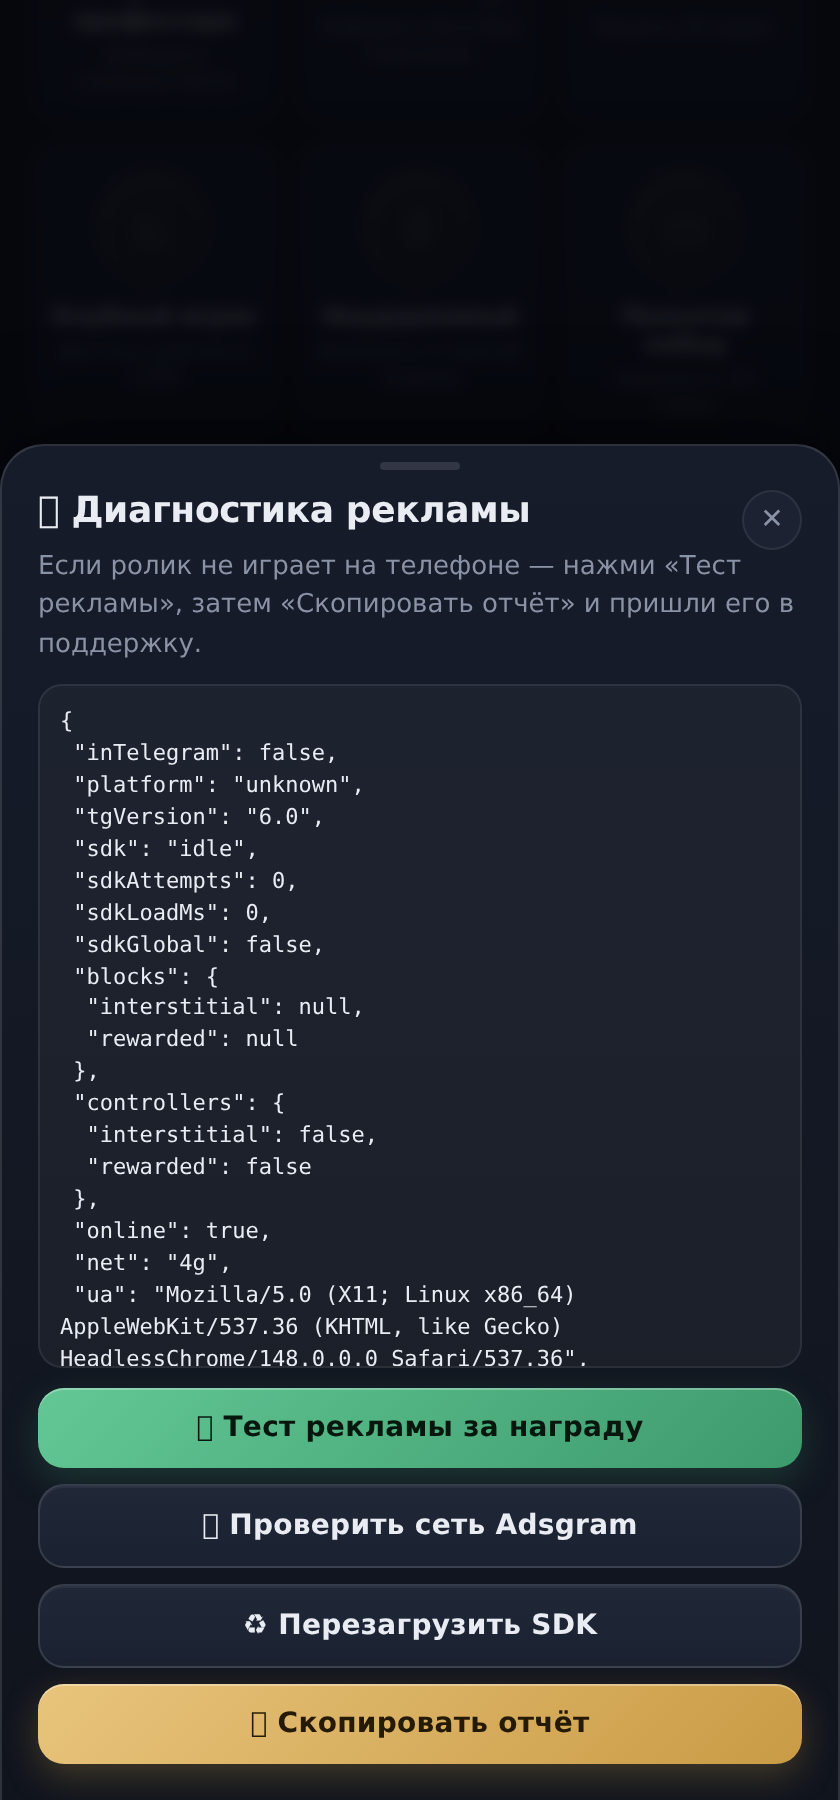 Диагностика рекламы
✕
Если ролик не играет на телефоне — нажми «Тест
рекламы», затем «Скопировать отчёт» и пришли его в
поддержку.
{
"inTelegram": false,
"platform": "unknown",
"tgVersion": "6.0",
"sdk": "idle",
"sdkAttempts": 0,
"sdkLoadMs": 0,
"sdkGlobal": false,
"blocks": {
"interstitial": null,
"rewarded": null
},
"controllers": {
"interstitial": false,
"rewarded": false
},
"online": true,
"net": "4g",
"ua": "Mozilla/5.0 (X11; Linux x86_64)
AppleWebKit/537.36 (KHTML, like Gecko)
HeadlessChrome/148.0.0.0 Safari/537.36",
Тест рекламы за награду
Проверить сеть Adsgram
♻ Перезагрузить SDK
Скопировать отчёт